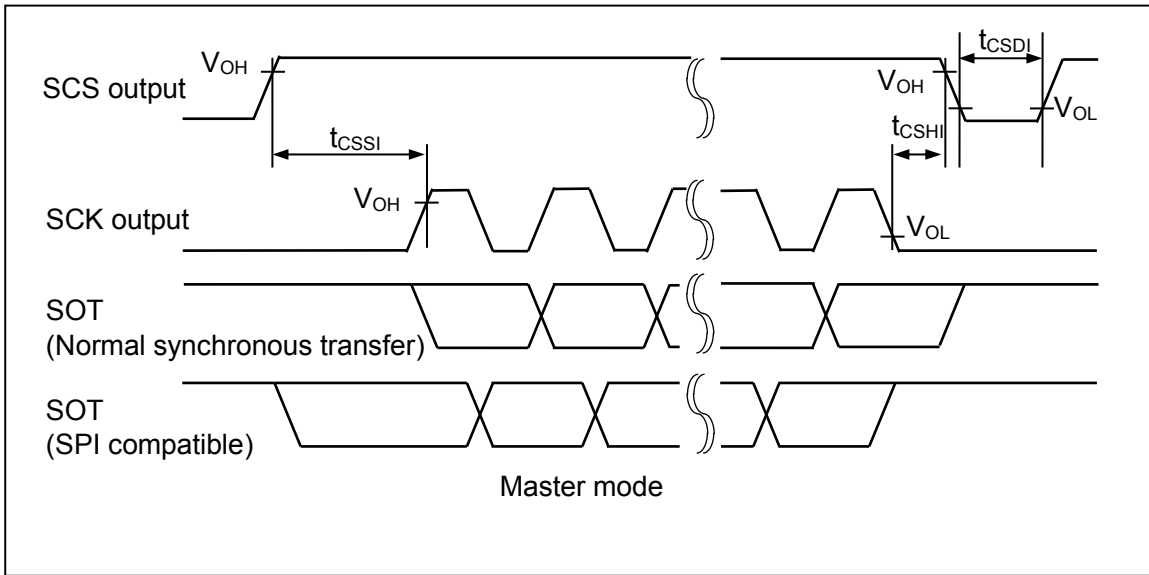 tCSDI
VOH
VOH
SCS output
VOL
tCSHI
tCSSI
VOH
SCK output
VOL
SOT
(Normal synchronous transfer)
SOT
(SPI compatible)
Master mode